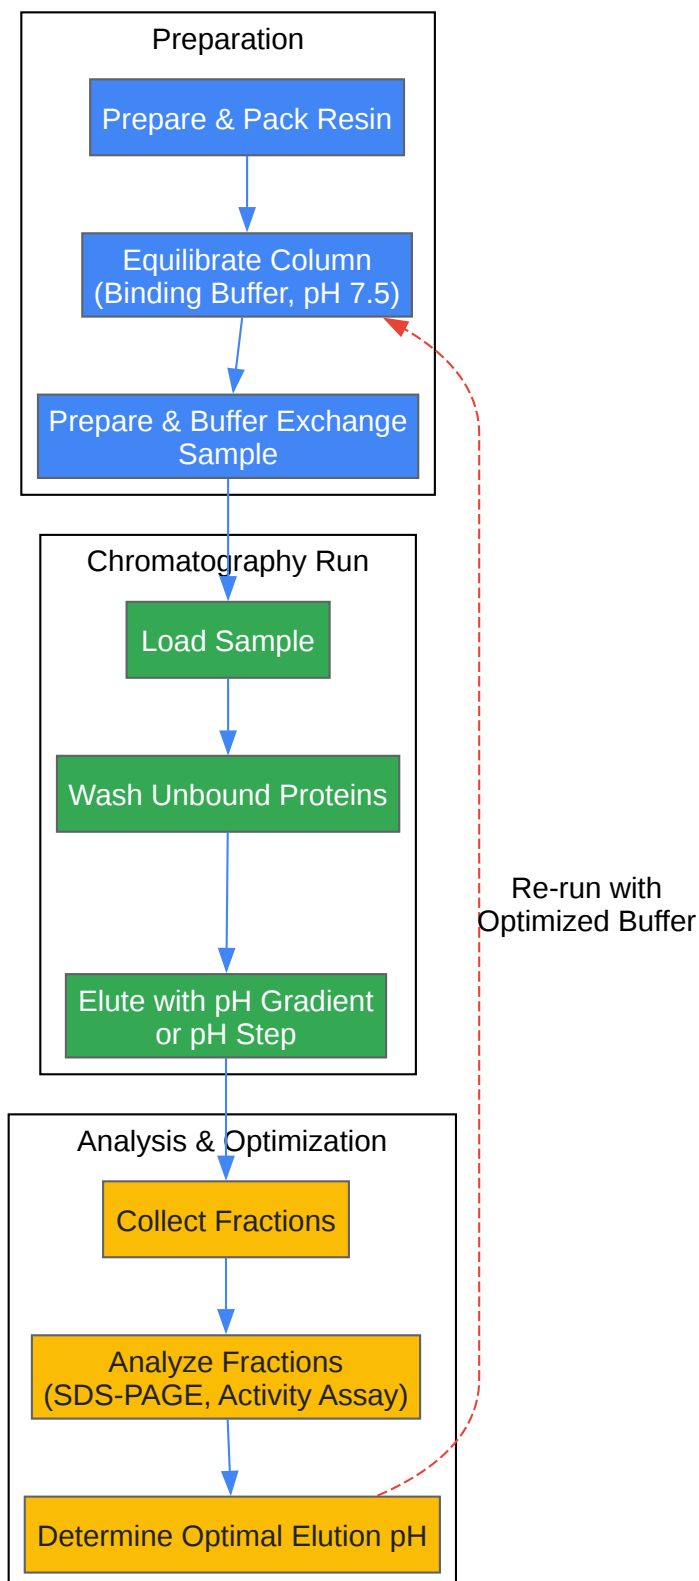 Preparation
Prepare & Pack Resin
Equilibrate Column
(Binding Buffer, pH 7.5)
Prepare & Buffer Exchange
Sample
Chromatography Run
Load Sample
Wash Unbound Proteins
Re-run with
Optimized Buffer
Elute with pH Gradient
or pH Step
Analysis & Optimization
Collect Fractions
Analyze Fractions
(SDS-PAGE, Activity Assay)
Determine Optimal Elution pH